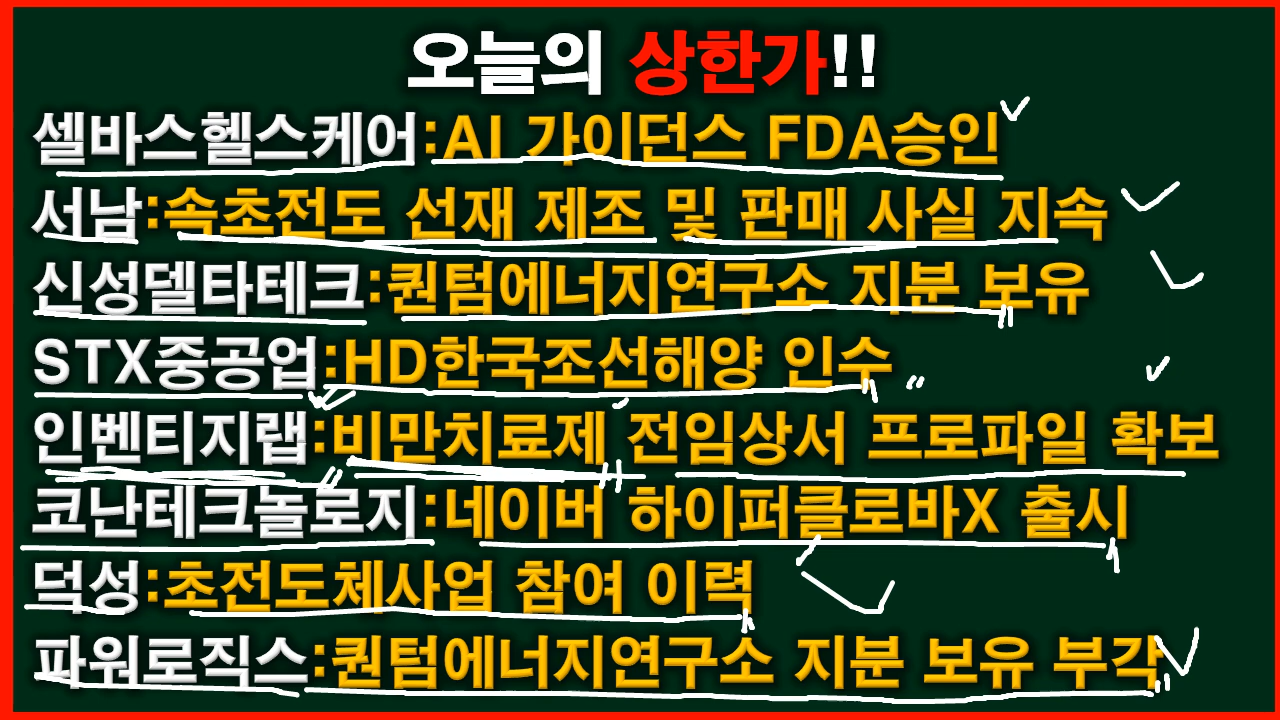 오늘의 상한가!!
셀바스헬스케어:AI 가이던스 FDA승인
서남:속초전도 선재 제조 및 판매 사실 지속
신성델타테크:퀀텀에너지연구소 지분 보유
STX중공업:HD한국조선해양 인수
인벤티지랩:비만치료제 전임상서 프로파일 확보
코난테크놀로지:네이버 하이퍼클로바X 출시
덕성:초전도체사업 참여 이력
파워로직스:퀀텀에너지연구소 지분 보유 부각